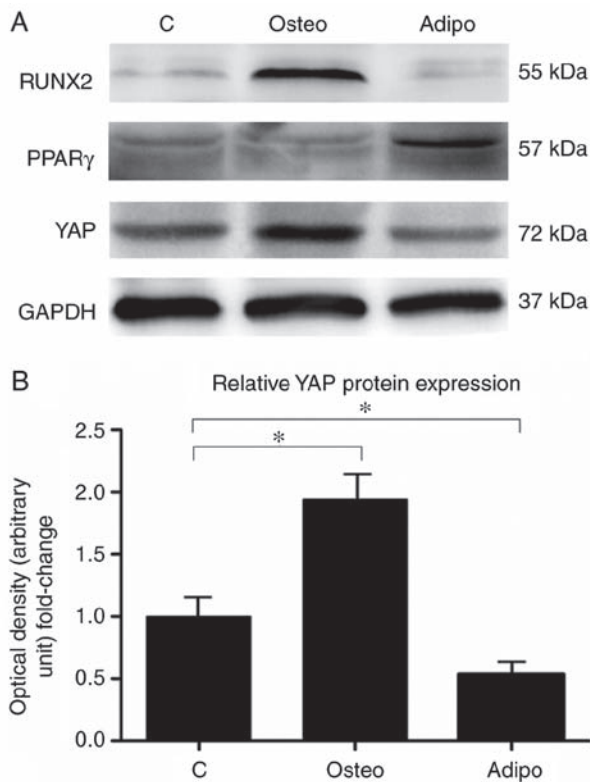 A
C Osteo Adipo
RUNX2 55 kDa
PPARγ 57 kDa
YAP 72 kDa
GAPDH 37 kDa
B
Relative YAP protein expression
*
*
2.5
2.0
1.5
1.0
0.5
0.0
Optical density (arbitrary
unit) fold-change
C Osteo Adipo